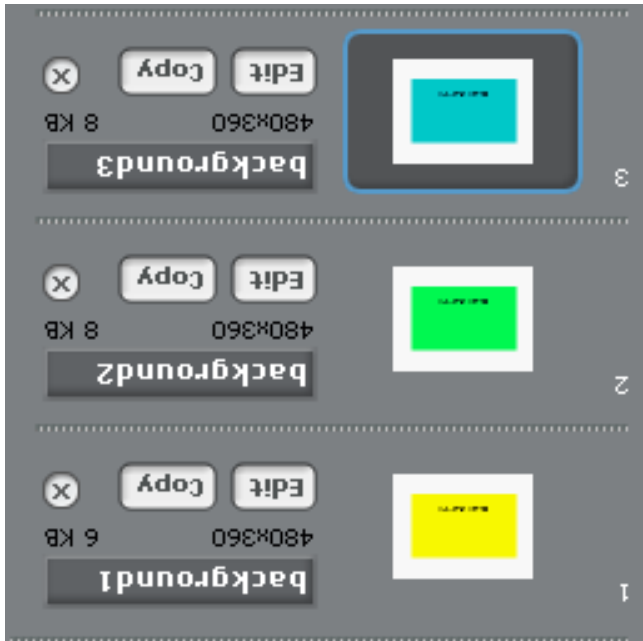 1
background1
480x360 6 KB
Edit Copy
2
background2
480x360 8 KB
Edit Copy
3
background3
480x360 8 KB
Edit Copy